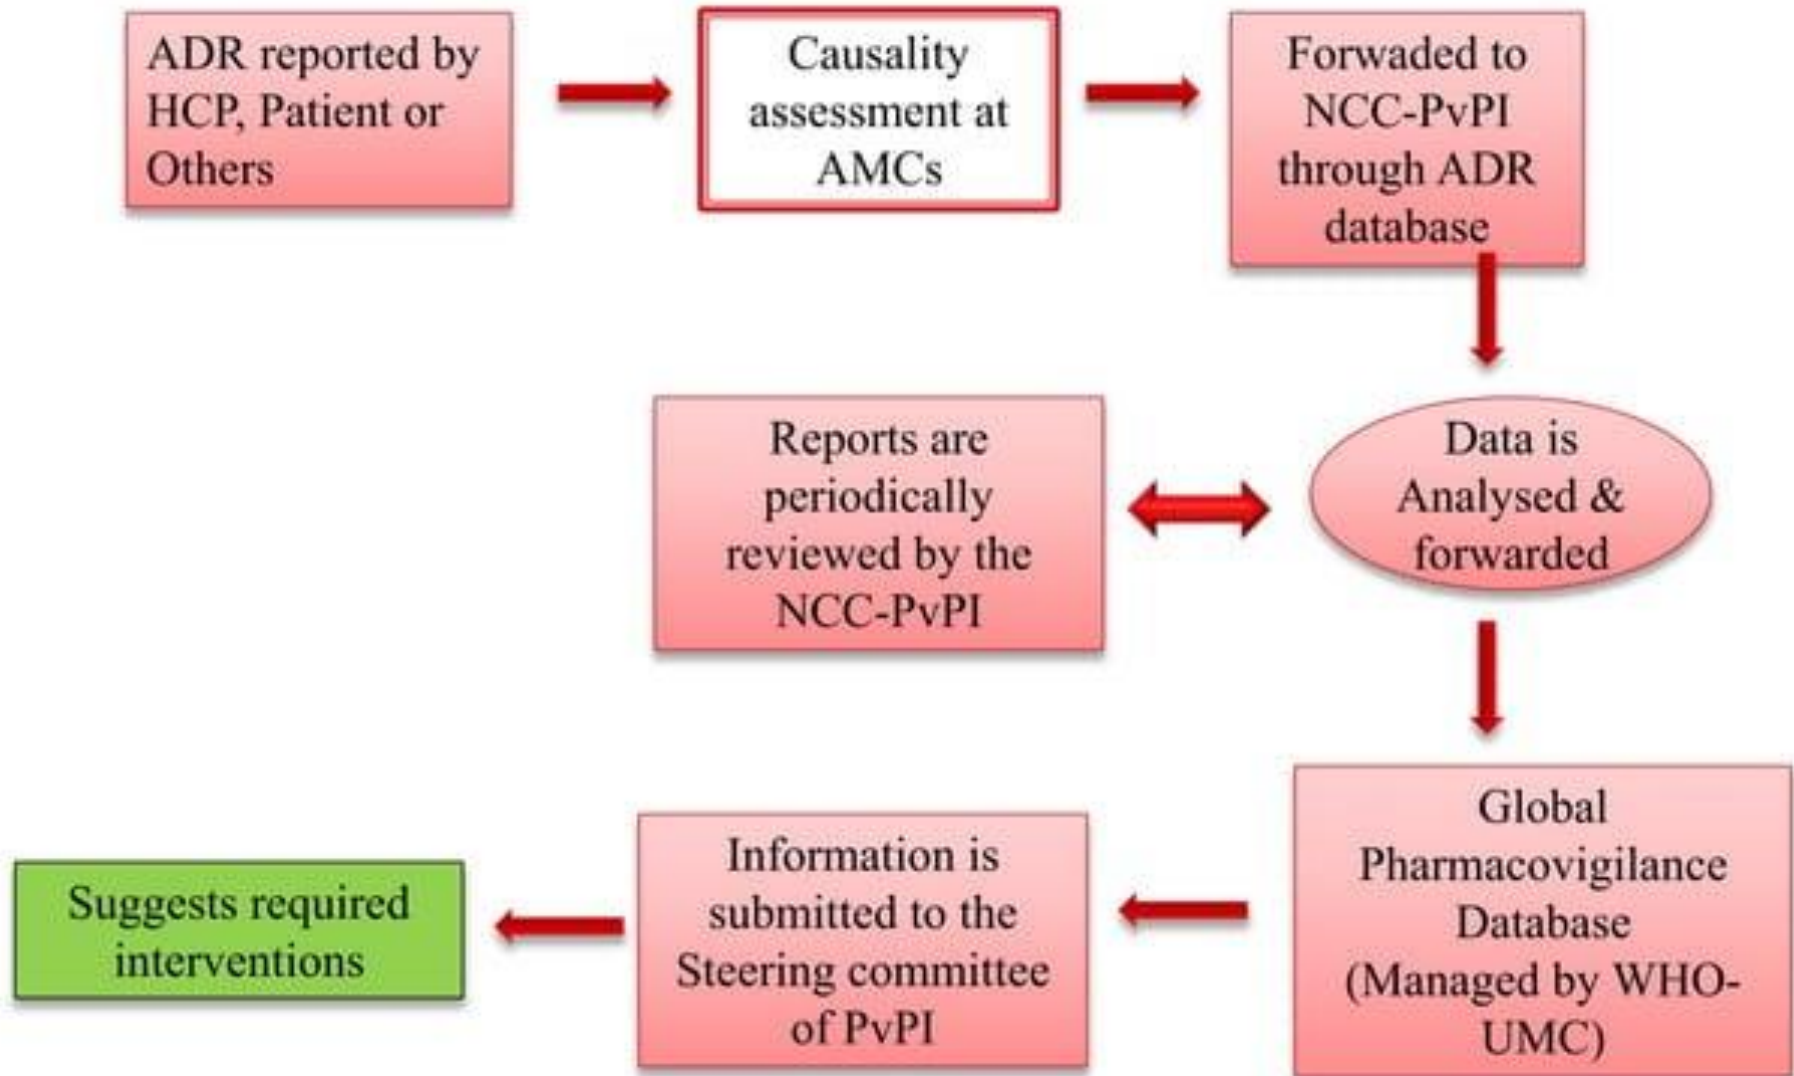 ADR reported by
HCP, Patient or
Others
Causality
assessment at
AMCs
Forwaded to
NCC-PvPI
through ADR
database
Data is
Analysed &
forwarded
Reports are
periodically
reviewed by the
NCC-PvPI
Global
Pharmacovigilance
Database
(Managed by WHO-
UMC)
Information is
submitted to the
Steering committee
of PvPI
Suggests required
interventions